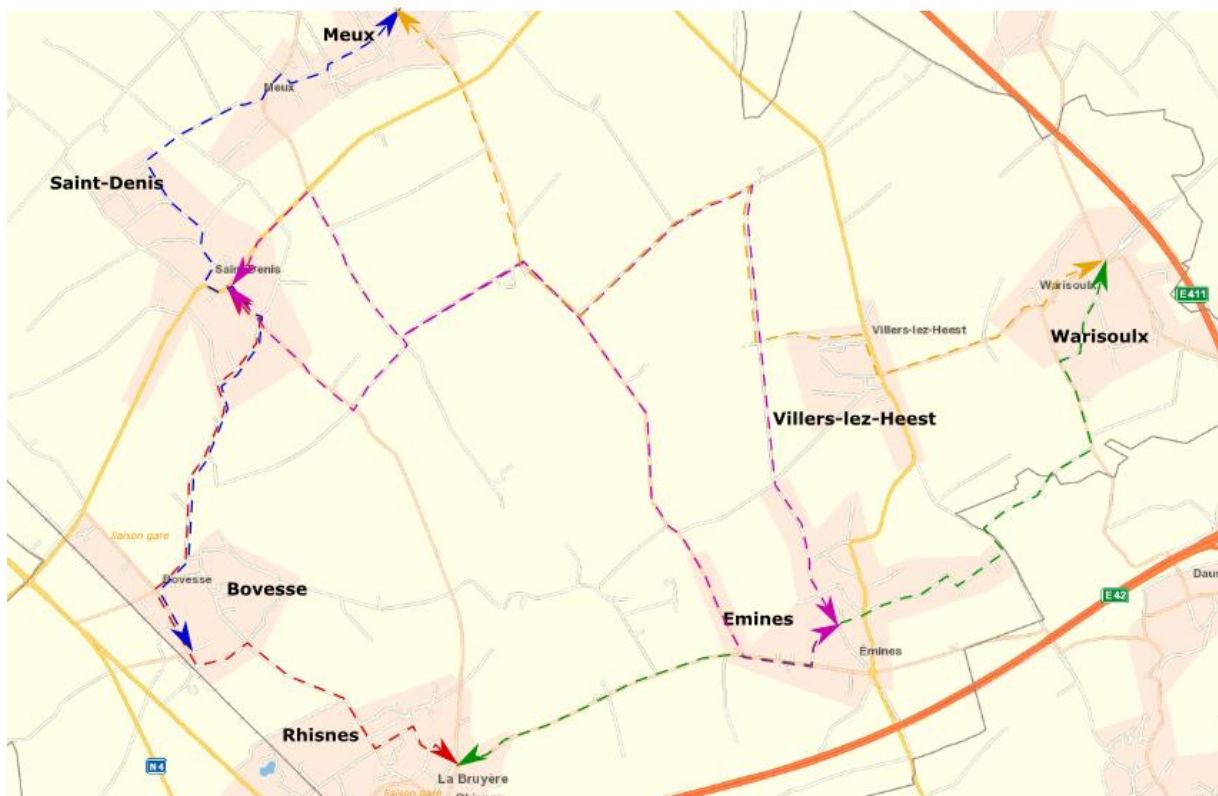 Meux
Meux
Saint-Denis
Saint-Denis
Warisoulx
E411
Warisoulx
Villers-lez-Heest
Villers-lez-Heest
liaison gare
Bovesse
Bovesse
Daus
E42
Emines
Emines
Rhisnes
N4
La Bruyère
liaison gare